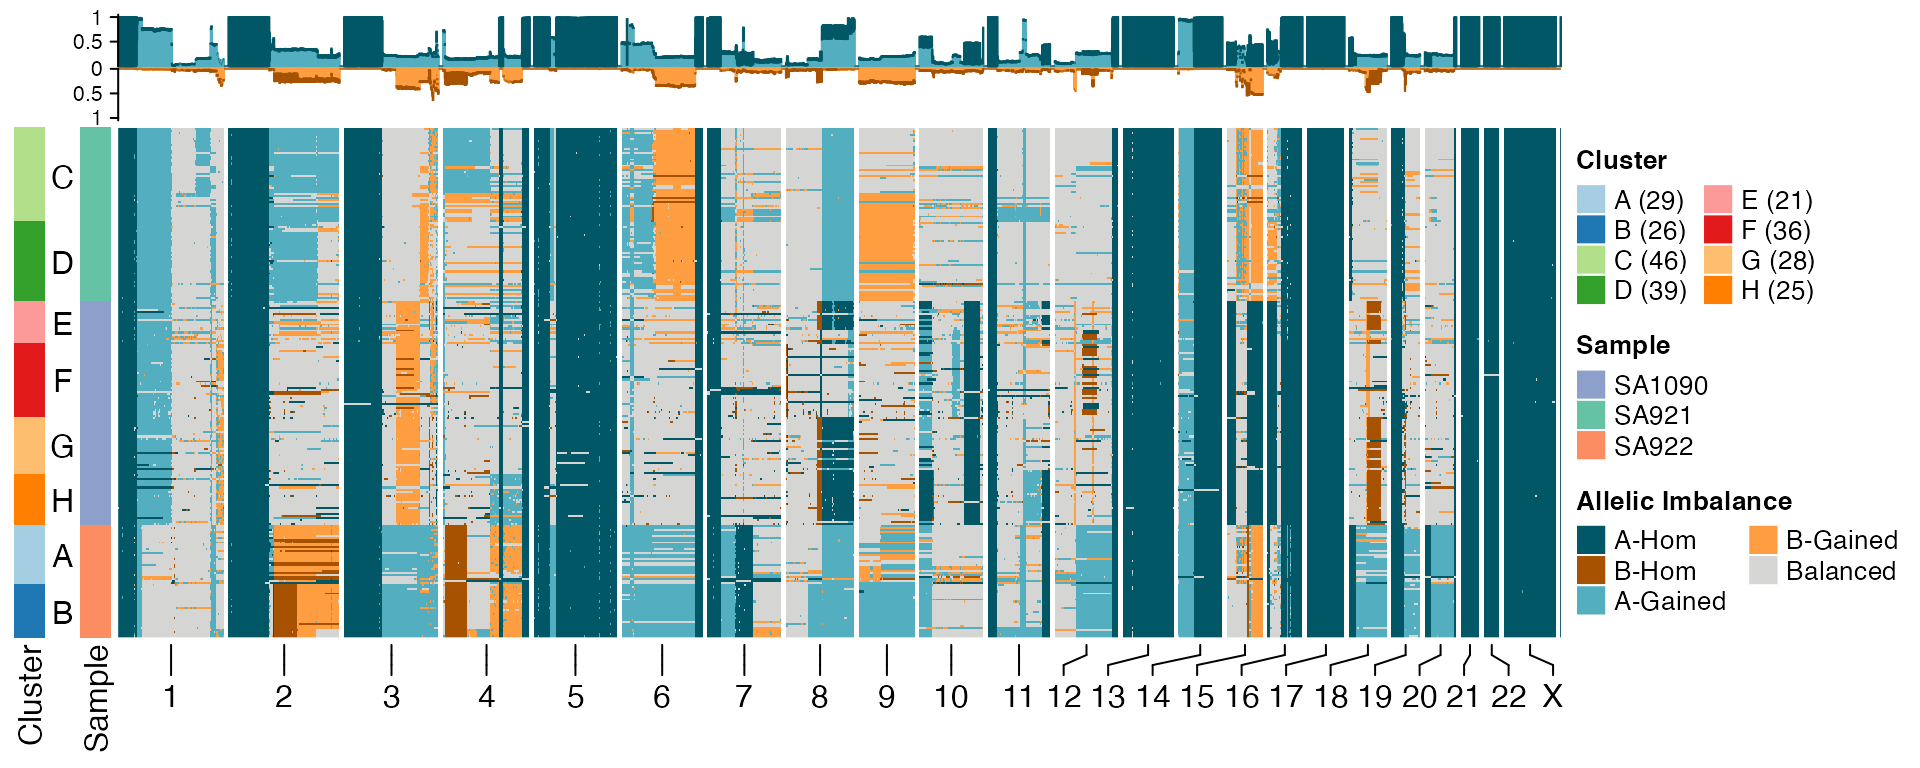 1
0.5
0
0.5
1
C
D
E
F
G
H
A
B
Cluster
Sample
1 2 3 4 5 6 7 8 9 10 11 12 13 14 15 16 17 18 19 20 21 22 X
Cluster
A (29) E (21)
B (26) F (36)
C (46) G (28)
D (39) H (25)
Sample
SA1090
SA921
SA922
Allelic Imbalance
A-Hom B-Gained
B-Hom Balanced
A-Gained